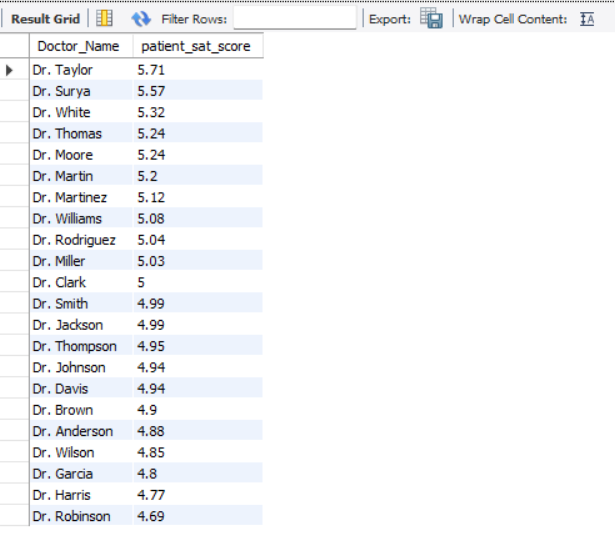 Result Grid Filter Rows: Export: Wrap Cell Content: IA
Doctor_Name patient_sat_score
Dr. Taylor 5.71
Dr. Surya 5.57
Dr. White 5.32
Dr. Thomas 5.24
Dr. Moore 5.24
Dr. Martin 5.2
Dr. Martinez 5.12
Dr. Williams 5.08
Dr. Rodriguez 5.04
Dr. Miller 5.03
Dr. Clark 5
Dr. Smith 4.99
Dr. Jackson 4.99
Dr. Thompson 4.95
Dr. Johnson 4.94
Dr. Davis 4.94
Dr. Brown 4.9
Dr. Anderson 4.88
Dr. Wilson 4.85
Dr. Garcia 4.8
Dr. Harris 4.77
Dr. Robinson 4.69